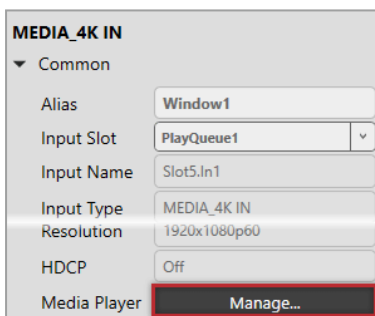 MEDIA_4K IN
Common
Alias Window1
Input Slot PlayQueue1
Input Name Slot5.In1
Input Type MEDIA_4K IN
Resolution 1920x1080p60
HDCP Off
Media Player Manage...